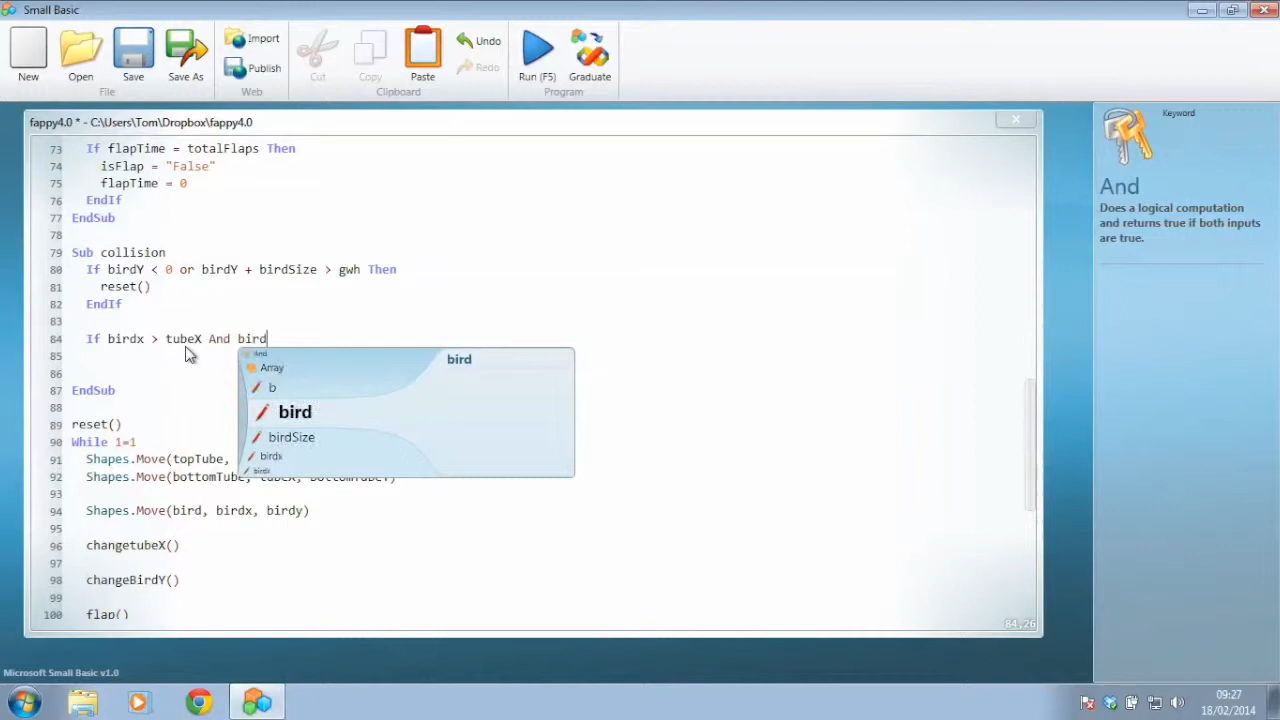 Small Basic
New
Open
Save
Save As
Import
Publish
Cut
Copy
Paste
Undo
Redo
Run (F5)
Graduate
File
Web
Clipboard
Program
fappy4.0 * - C:\Users\Tom\Dropbox\fappy4.0
x
73 If flapTime = totalFlaps Then
74 isFlap = "False"
75 flapTime = 0
76 EndIf
77 EndSub
78
79 Sub collision
80 If birdY < 0 or birdY + birdSize > gwh Then
81 reset()
82 EndIf
83
84 If birdx > tubeX And bird
85
86
87 EndSub
88
89 reset()
90 While 1=1
91 Shapes.Move(topTube,
92 Shapes.Move(bottomTube, tubeX, bottomTubeY)
93
94 Shapes.Move(bird, birdx, birdy)
95
96 changetubeX()
97
98 changeBirdY()
99
100 flap()
And
Array
b
bird
birdSize
birdx
bird
84,26
Keyword
And
Does a logical computation
and returns true if both inputs
are true.
Microsoft Small Basic v1.0
09:27
18/02/2014